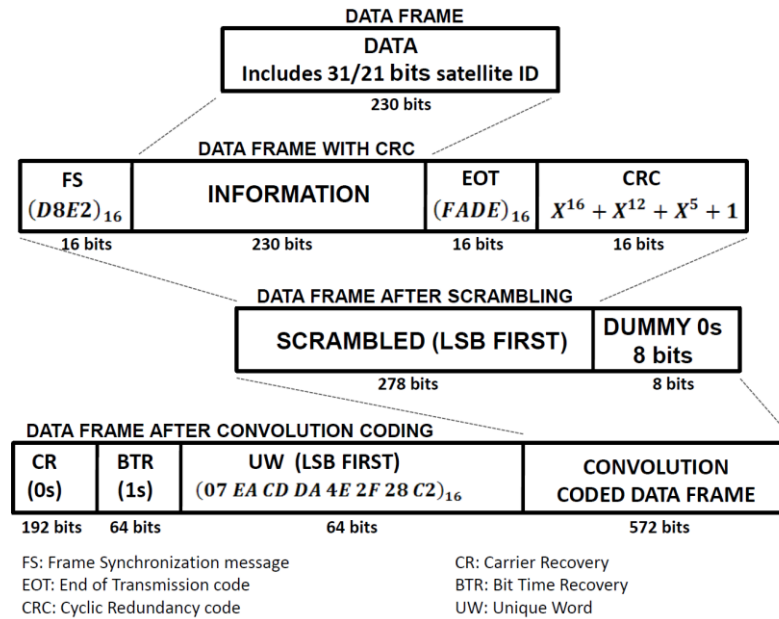 DATA FRAME
DATA
Includes 31/21 bits satellite ID
230 bits
DATA FRAME WITH CRC
FS
(D8E2)₁₆
INFORMATION
EOT
(FADE)₁₆
CRC
X¹⁶ + X¹² + X⁵ + 1
16 bits
230 bits
16 bits
16 bits
DATA FRAME AFTER SCRAMBLING
SCRAMBLED (LSB FIRST)
DUMMY 0s
8 bits
278 bits
8 bits
DATA FRAME AFTER CONVOLUTION CODING
CR
(0s)
BTR
(1s)
UW (LSB FIRST)
(07 EA CD DA 4E 2F 28 C2)₁₆
CONVOLUTION
CODED DATA FRAME
192 bits
64 bits
64 bits
572 bits
FS: Frame Synchronization message
EOT: End of Transmission code
CRC: Cyclic Redundancy code
CR: Carrier Recovery
BTR: Bit Time Recovery
UW: Unique Word